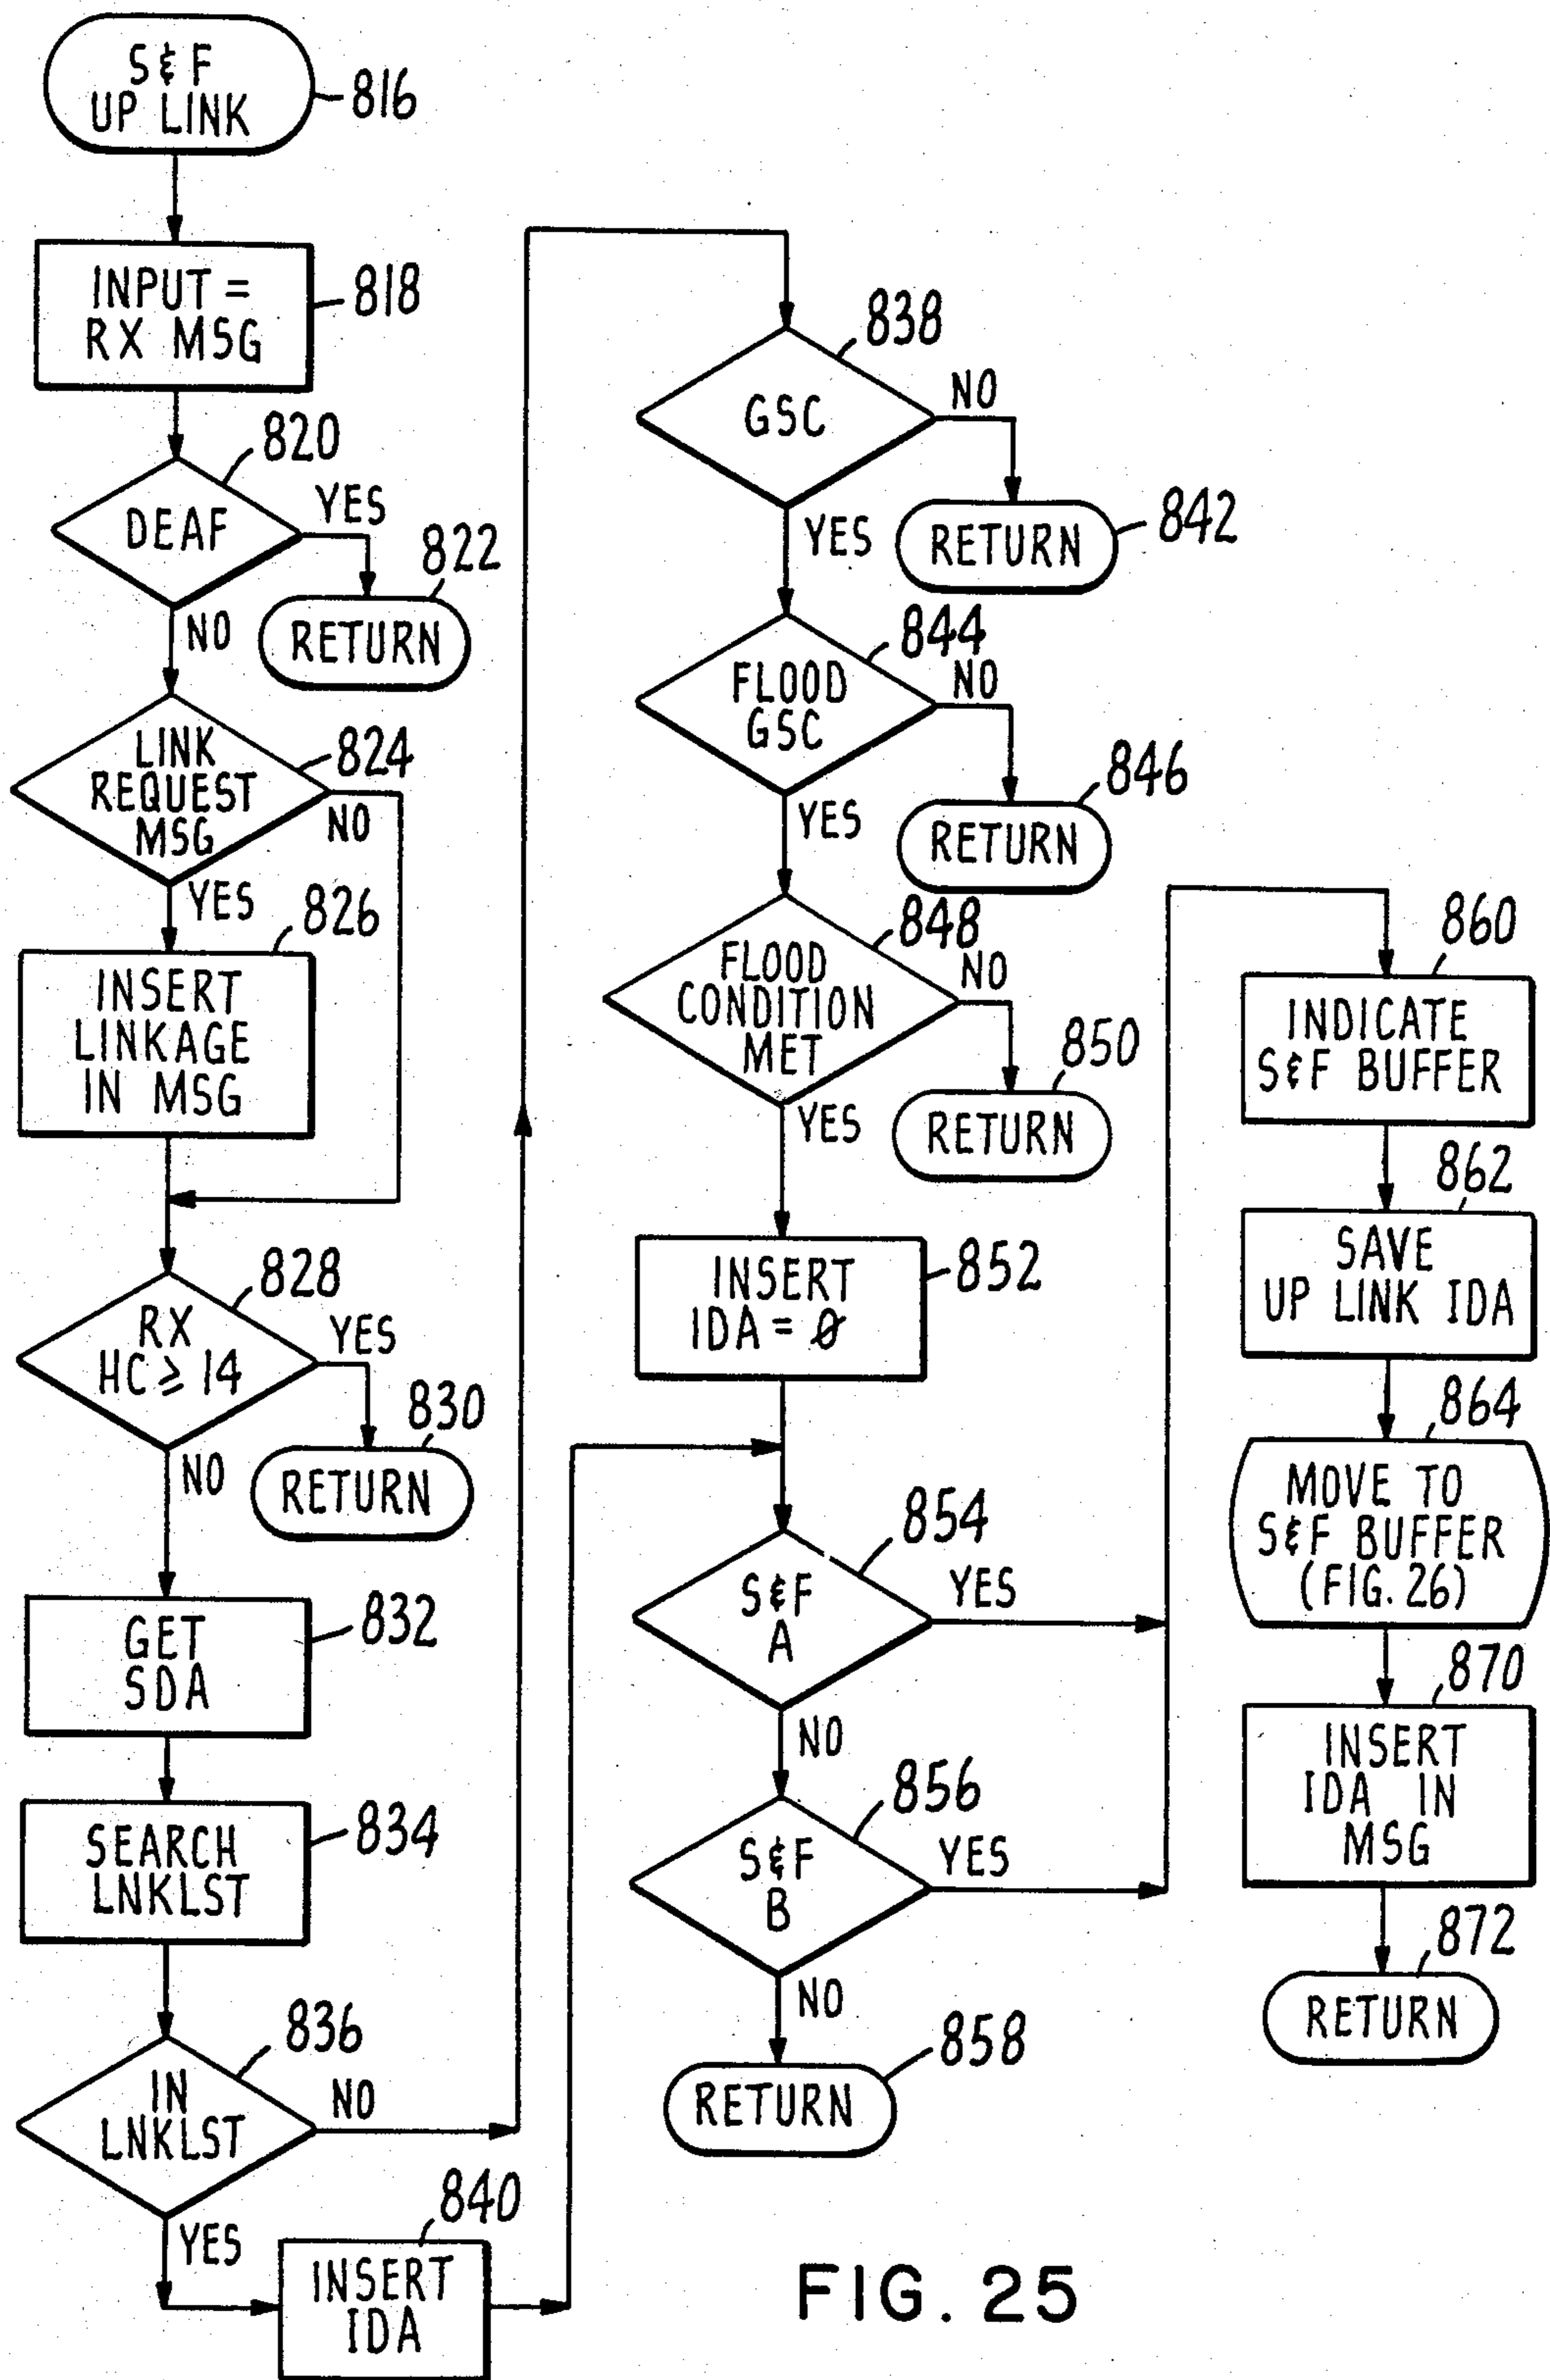 S & F
UP LINK
816
INPUT =
RX MSG
818
DEAF
820
YES
822
NO
RETURN
LINK
REQUEST
MSG
824
NO
YES
826
INSERT
LINKAGE
IN MSG
RX
HC ≥ 14
828
YES
830
NO
RETURN
GET
SDA
832
SEARCH
LNKLST
834
IN
LNKLST
836
NO
YES
840
INSERT
IDA
838
GSC
NO
YES
RETURN
842
FLOOD
GSC
844
NO
YES
846
RETURN
FLOOD
CONDITION
MET
848
NO
YES
850
RETURN
INSERT
IDA = 0
852
S & F
A
854
YES
NO
S & F
B
856
YES
NO
RETURN
858
860
INDICATE
S & F BUFFER
862
SAVE
UP LINK IDA
864
MOVE TO
S & F BUFFER
(FIG. 26)
870
INSERT
IDA IN
MSG
872
RETURN
FIG. 25